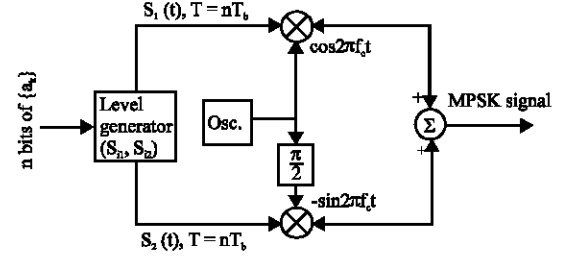 S₁ (t), T = nT_b
cos2πf_ct
n bits of {a_k}
Level
generator
(S_i1, S_i2)
Osc.
π
2
+
Σ
+
MPSK signal
-sin2πf_ct
S₂ (t), T = nT_b